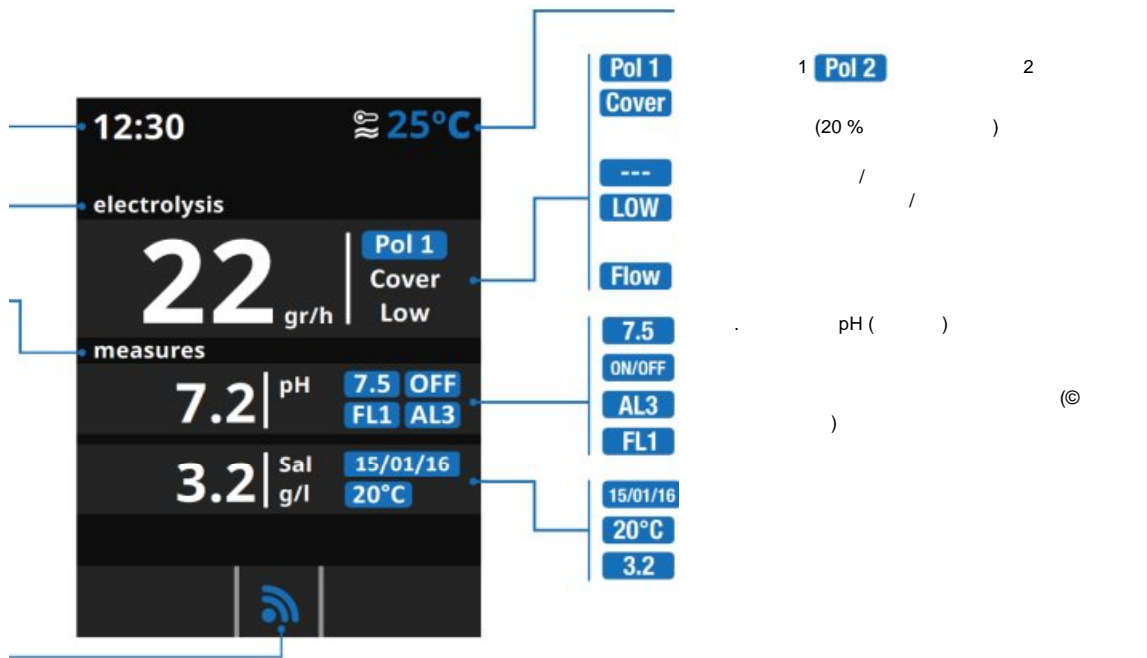 12:30 25°C
electrolysis
22 gr/h
Pol 1
Cover
Low
measures
7.2 pH 7.5 OFF
FL1 AL3
3.2 Sal 15/01/16
g/l 20°C
Pol 1 1 Pol 2 2
Cover
(20 % )
--- /
LOW /
Flow
7.5 . pH ( )
ON/OFF
AL3 (©
FL1 )
15/01/16
20°C
3.2